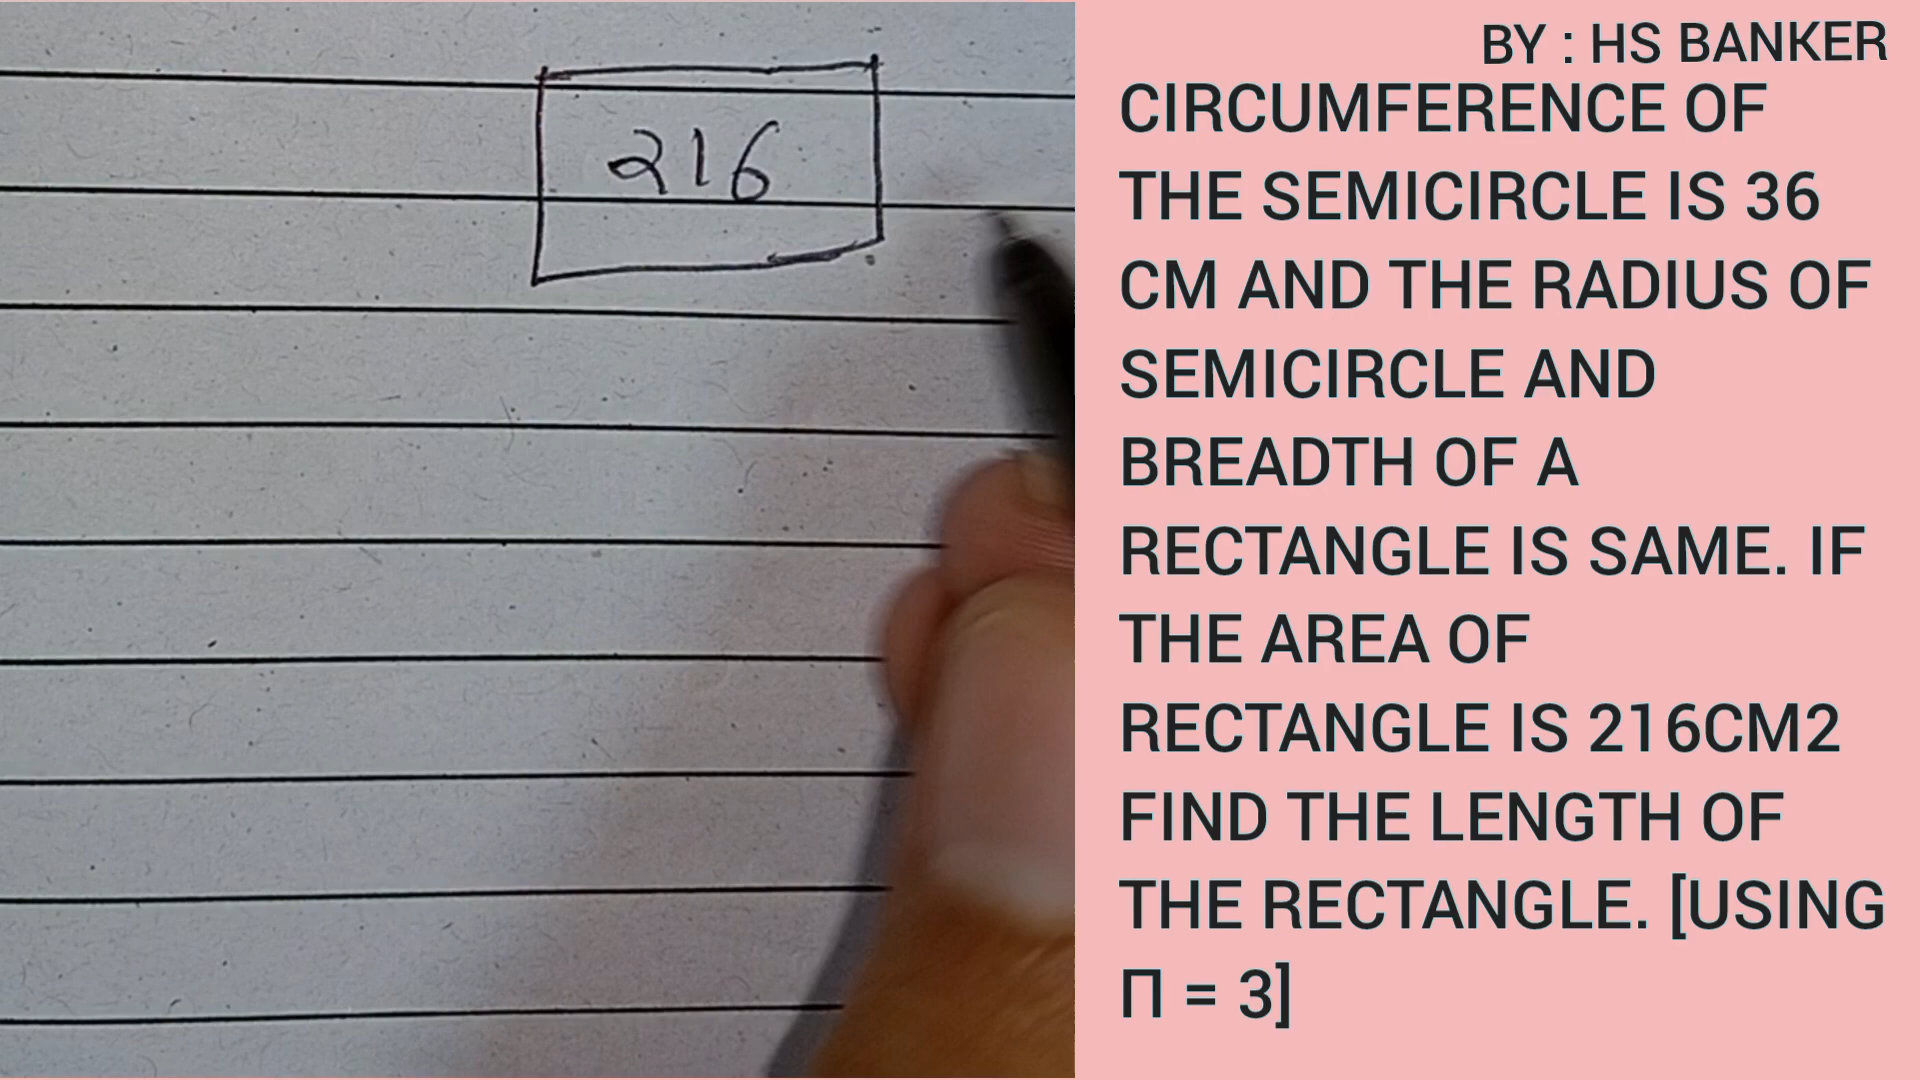 216
BY : HS BANKER
CIRCUMFERENCE OF
THE SEMICIRCLE IS 36
CM AND THE RADIUS OF
SEMICIRCLE AND
BREADTH OF A
RECTANGLE IS SAME. IF
THE AREA OF
RECTANGLE IS 216CM2
FIND THE LENGTH OF
THE RECTANGLE. [USING
Π = 3]